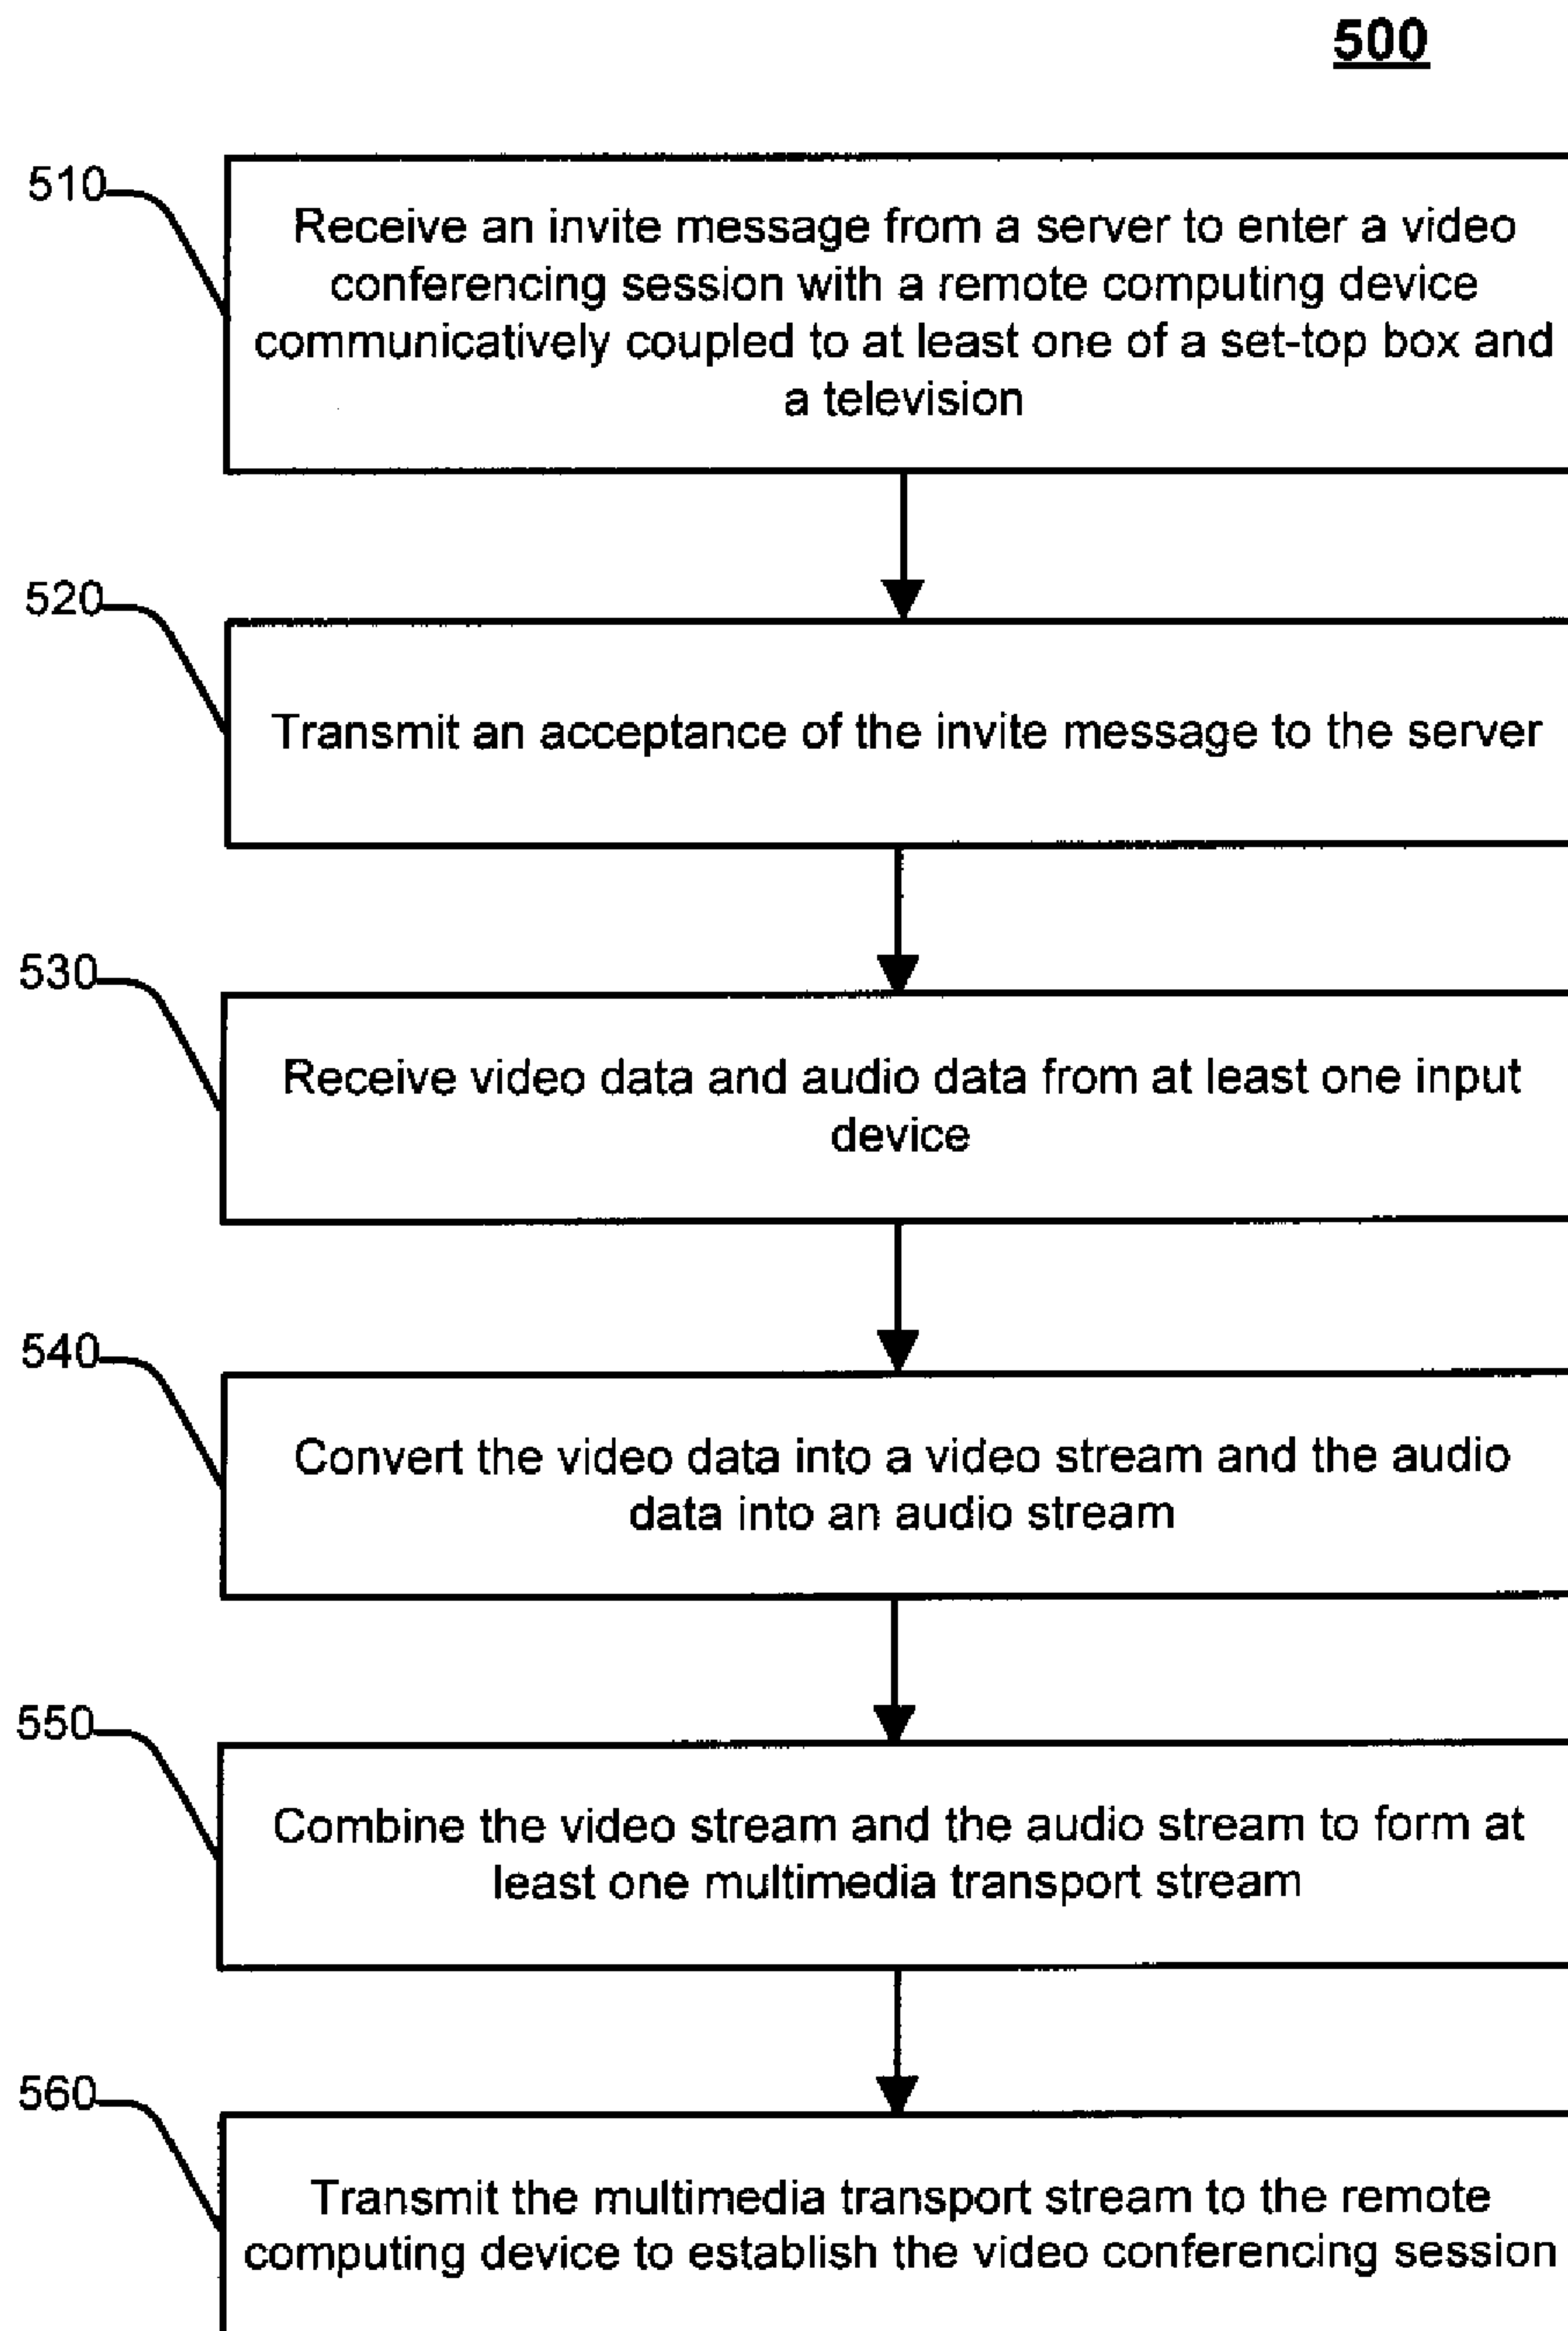 500
510
Receive an invite message from a server to enter a video
conferencing session with a remote computing device
communicatively coupled to at least one of a set-top box and
a television
520
Transmit an acceptance of the invite message to the server
530
Receive video data and audio data from at least one input
device
540
Convert the video data into a video stream and the audio
data into an audio stream
550
Combine the video stream and the audio stream to form at
least one multimedia transport stream
560
Transmit the multimedia transport stream to the remote
computing device to establish the video conferencing session